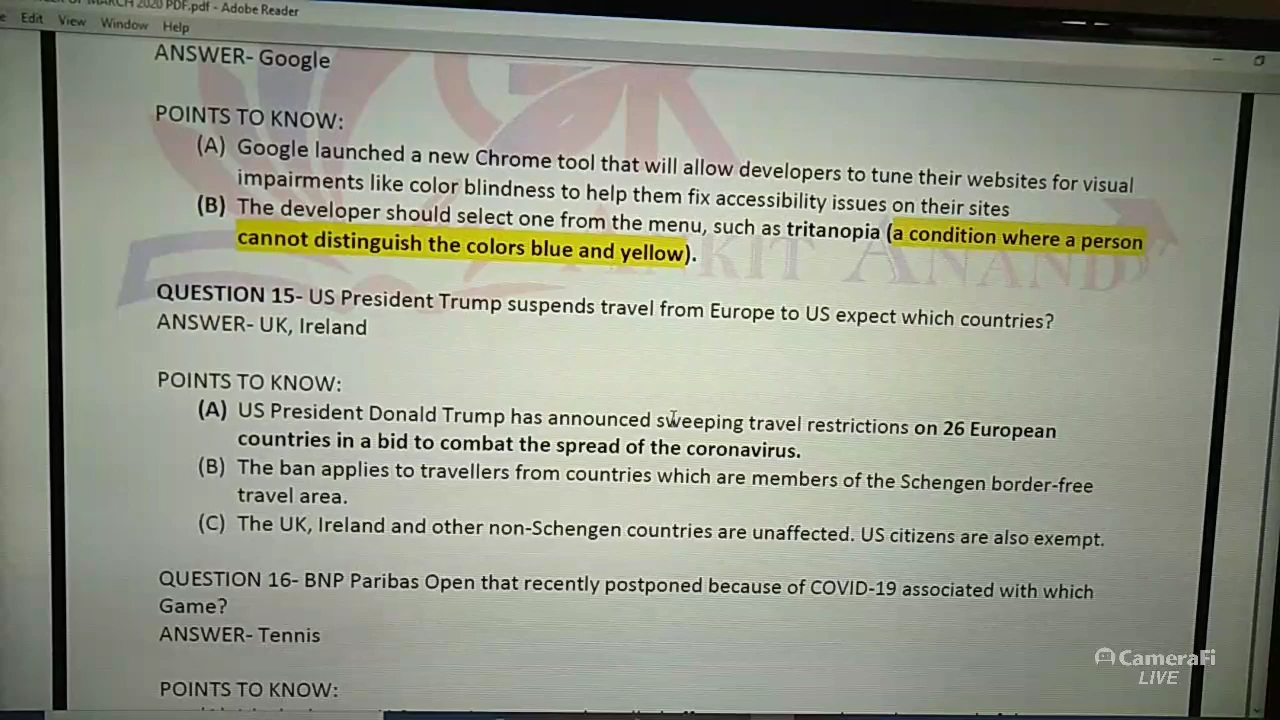 MARCH 2020 PDF.pdf - Adobe Reader
Edit View Window Help
ANSWER- Google
POINTS TO KNOW:
(A) Google launched a new Chrome tool that will allow developers to tune their websites for visual
impairments like color blindness to help them fix accessibility issues on their sites
(B) The developer should select one from the menu, such as tritanopia (a condition where a person
cannot distinguish the colors blue and yellow).
ANKIT ANAND
QUESTION 15- US President Trump suspends travel from Europe to US expect which countries?
ANSWER- UK, Ireland
POINTS TO KNOW:
(A) US President Donald Trump has announced sweeping travel restrictions on 26 European
countries in a bid to combat the spread of the coronavirus.
(B) The ban applies to travellers from countries which are members of the Schengen border-free
travel area.
(C) The UK, Ireland and other non-Schengen countries are unaffected. US citizens are also exempt.
QUESTION 16- BNP Paribas Open that recently postponed because of COVID-19 associated with which
Game?
ANSWER- Tennis
CameraFi
LIVE
POINTS TO KNOW: